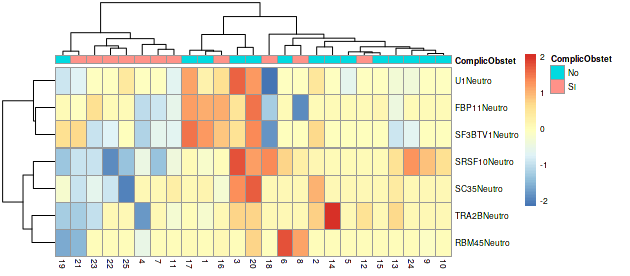 ComplicObstet
U1Neutro
FBP11Neutro
SF3BTV1Neutro
SRSF10Neutro
SC35Neutro
TRA2BNeutro
RBM45Neutro
19 21 23 22 25 4 7 11 17 1 16 3 20 18 6 8 2 14 5 12 15 13 24 9 10
2
1
0
-1
-2
ComplicObstet
No
SI